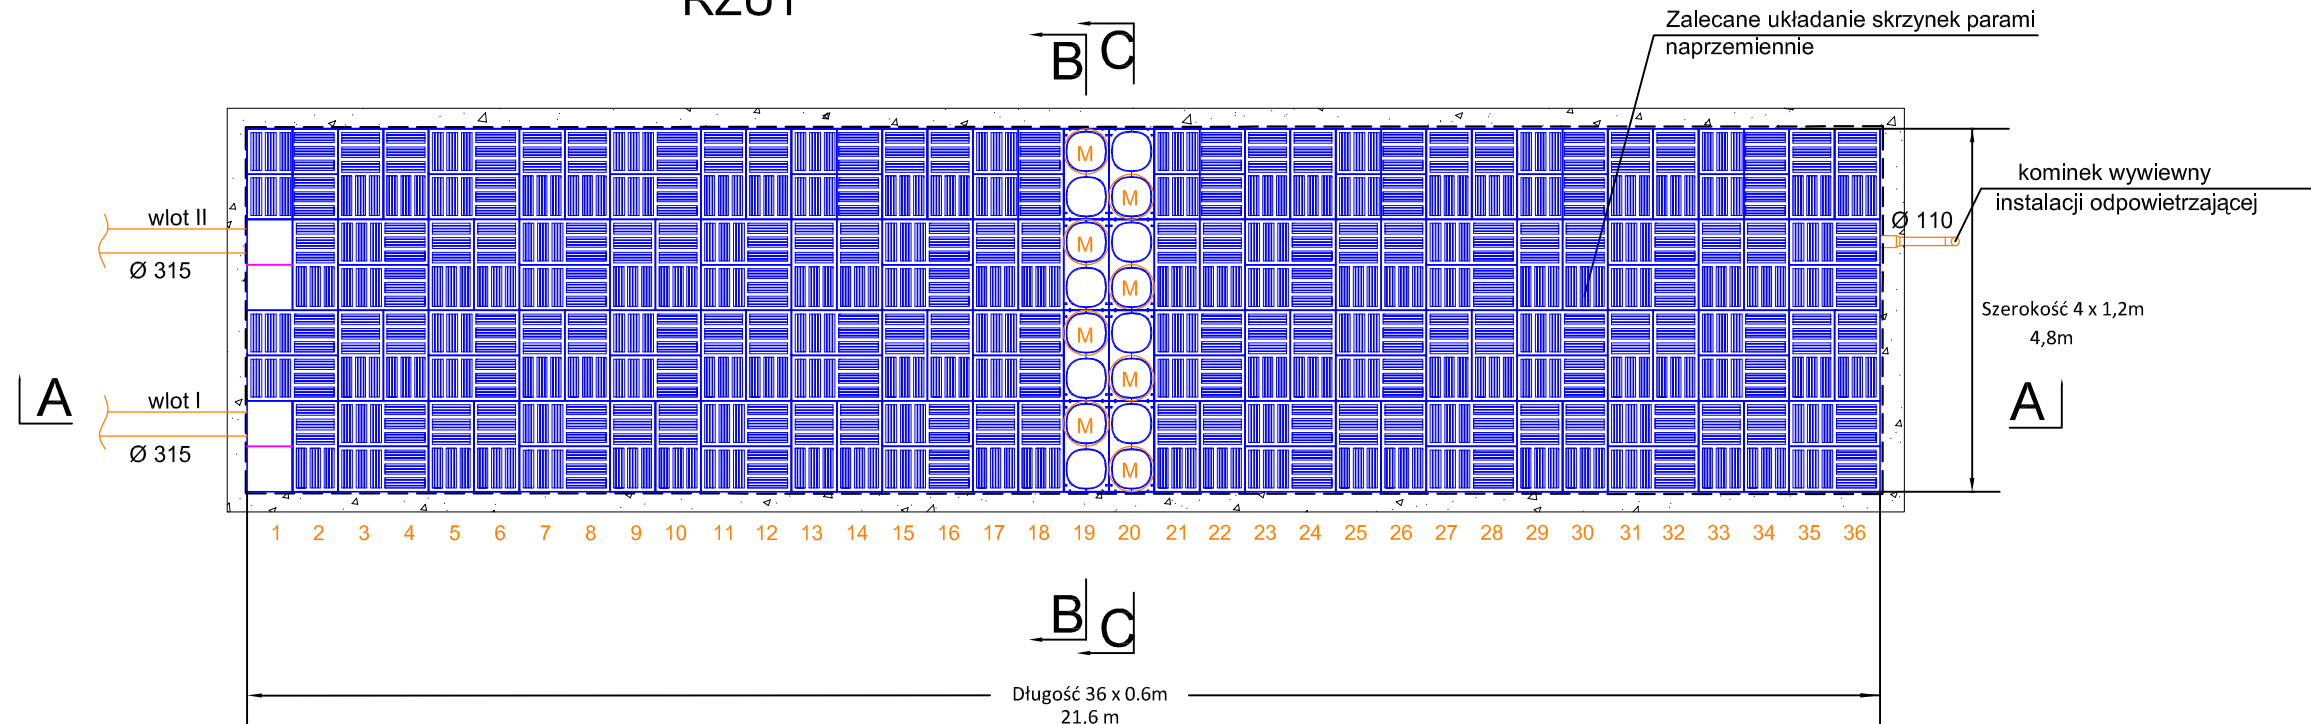 RZUT
B C
Zalecane układanie skrzynek parami
naprzemiennie
kominek wywiewny
instalacji odpowietrzającej
Ø 110
wlot II
Ø 315
wlot I
Ø 315
A
A
M
M
M
M
M
M
M
M
Szerokość 4 x 1,2m
4,8m
1 2 3 4 5 6 7 8 9 10 11 12 13 14 15 16 17 18 19 20 21 22 23 24 25 26 27 28 29 30 31 32 33 34 35 36
B C
Długość 36 x 0.6m
21.6 m